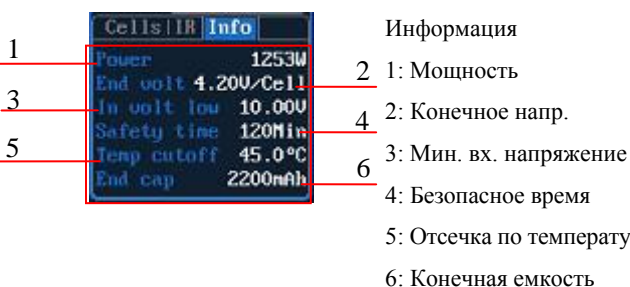 Cells|IR Info
Power 1253W
End volt 4.20V/Cell
In volt low 10.00V
Safety time 120Min
Temp cutoff 45.0°C
End cap 2200mAh
1
2
3
4
5
6
Информация
1: Мощность
2: Конечное напр.
3: Мин. вх. напряжение
4: Безопасное время
5: Отсечка по температу
6: Конечная емкость